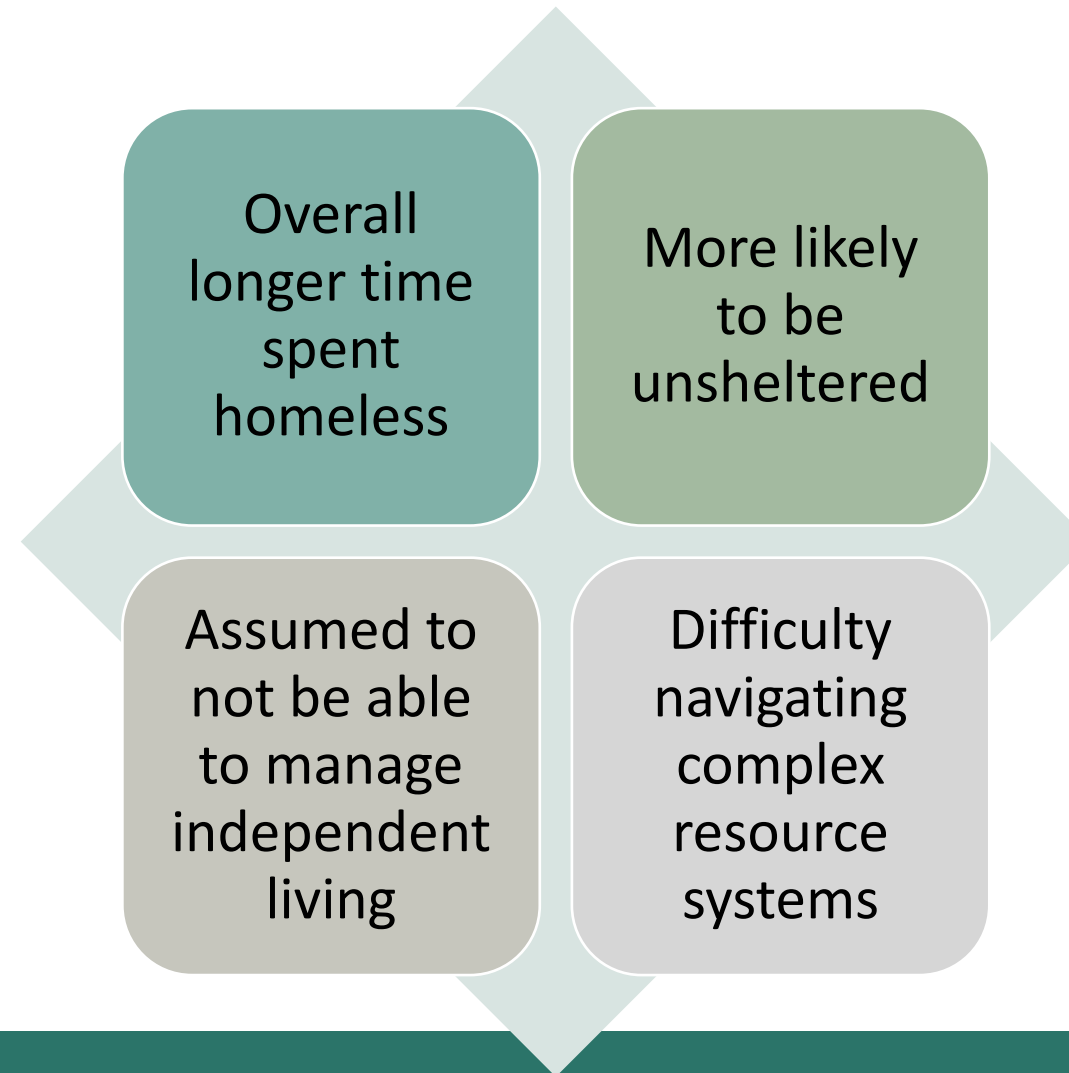 Overall
longer time
spent
homeless
More likely
to be
unsheltered
Assumed to
not be able
to manage
independent
living
Difficulty
navigating
complex
resource
systems